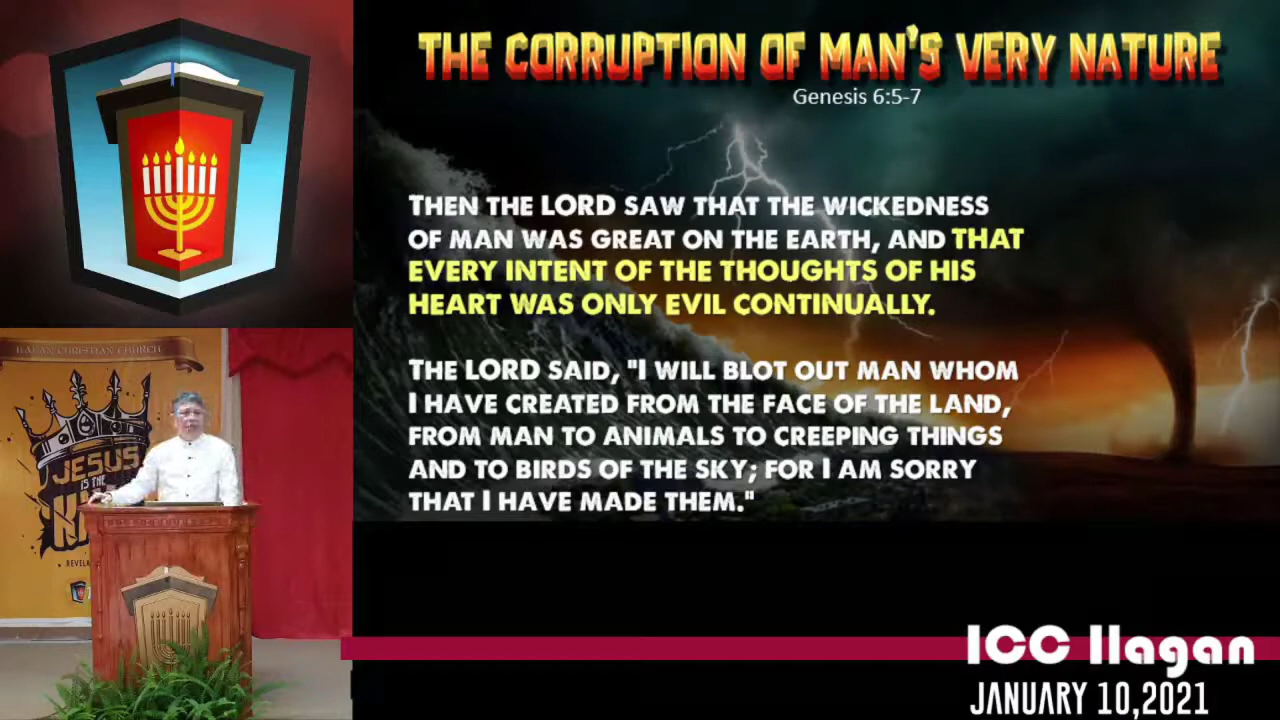 THE CORRUPTION OF MAN'S VERY NATURE
Genesis 6:5-7
THEN THE LORD SAW THAT THE WICKEDNESS
OF MAN WAS GREAT ON THE EARTH, AND THAT
EVERY INTENT OF THE THOUGHTS OF HIS
HEART WAS ONLY EVIL CONTINUALLY.
THE LORD SAID, "I WILL BLOT OUT MAN WHOM
I HAVE CREATED FROM THE FACE OF THE LAND,
FROM MAN TO ANIMALS TO CREEPING THINGS
AND TO BIRDS OF THE SKY; FOR I AM SORRY
THAT I HAVE MADE THEM."
ILAGAN CHRISTIAN CHURCH
JESUS
IS THE
ICC Ilagan
JANUARY 10,2021